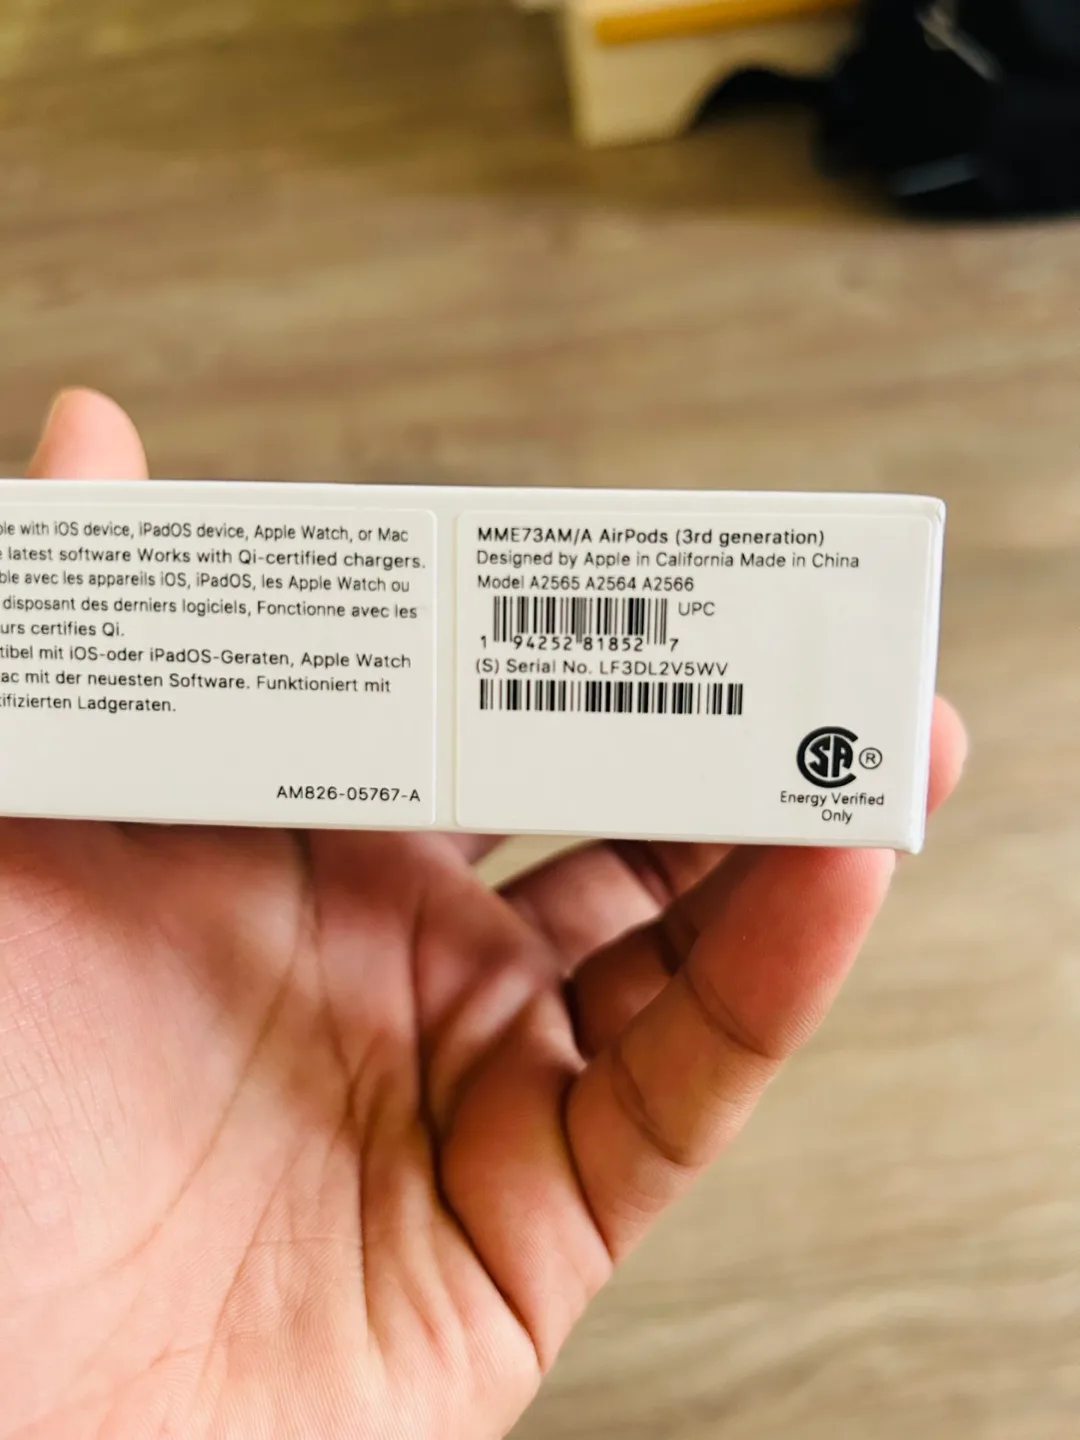 ble with iOS device, iPadOS device, Apple Watch, or Mac
latest software Works with Qi-certified chargers.
ble avec les appareils iOS, iPadOS, les Apple Watch ou
disposant des derniers logiciels, Fonctionne avec les
urs certifies Qi.
tibel mit iOS-oder iPadOS-Geraten, Apple Watch
ac mit der neuesten Software. Funktioniert mit
ifizierten Ladgeraten.
AM826-05767-A
MME73AM/A AirPods (3rd generation)
Designed by Apple in California Made in China
Model A2565 A2564 A2566
UPC
1 94252 81852 7
(S) Serial No. LF3DL2V5WV
SA ®
Energy Verified
Only